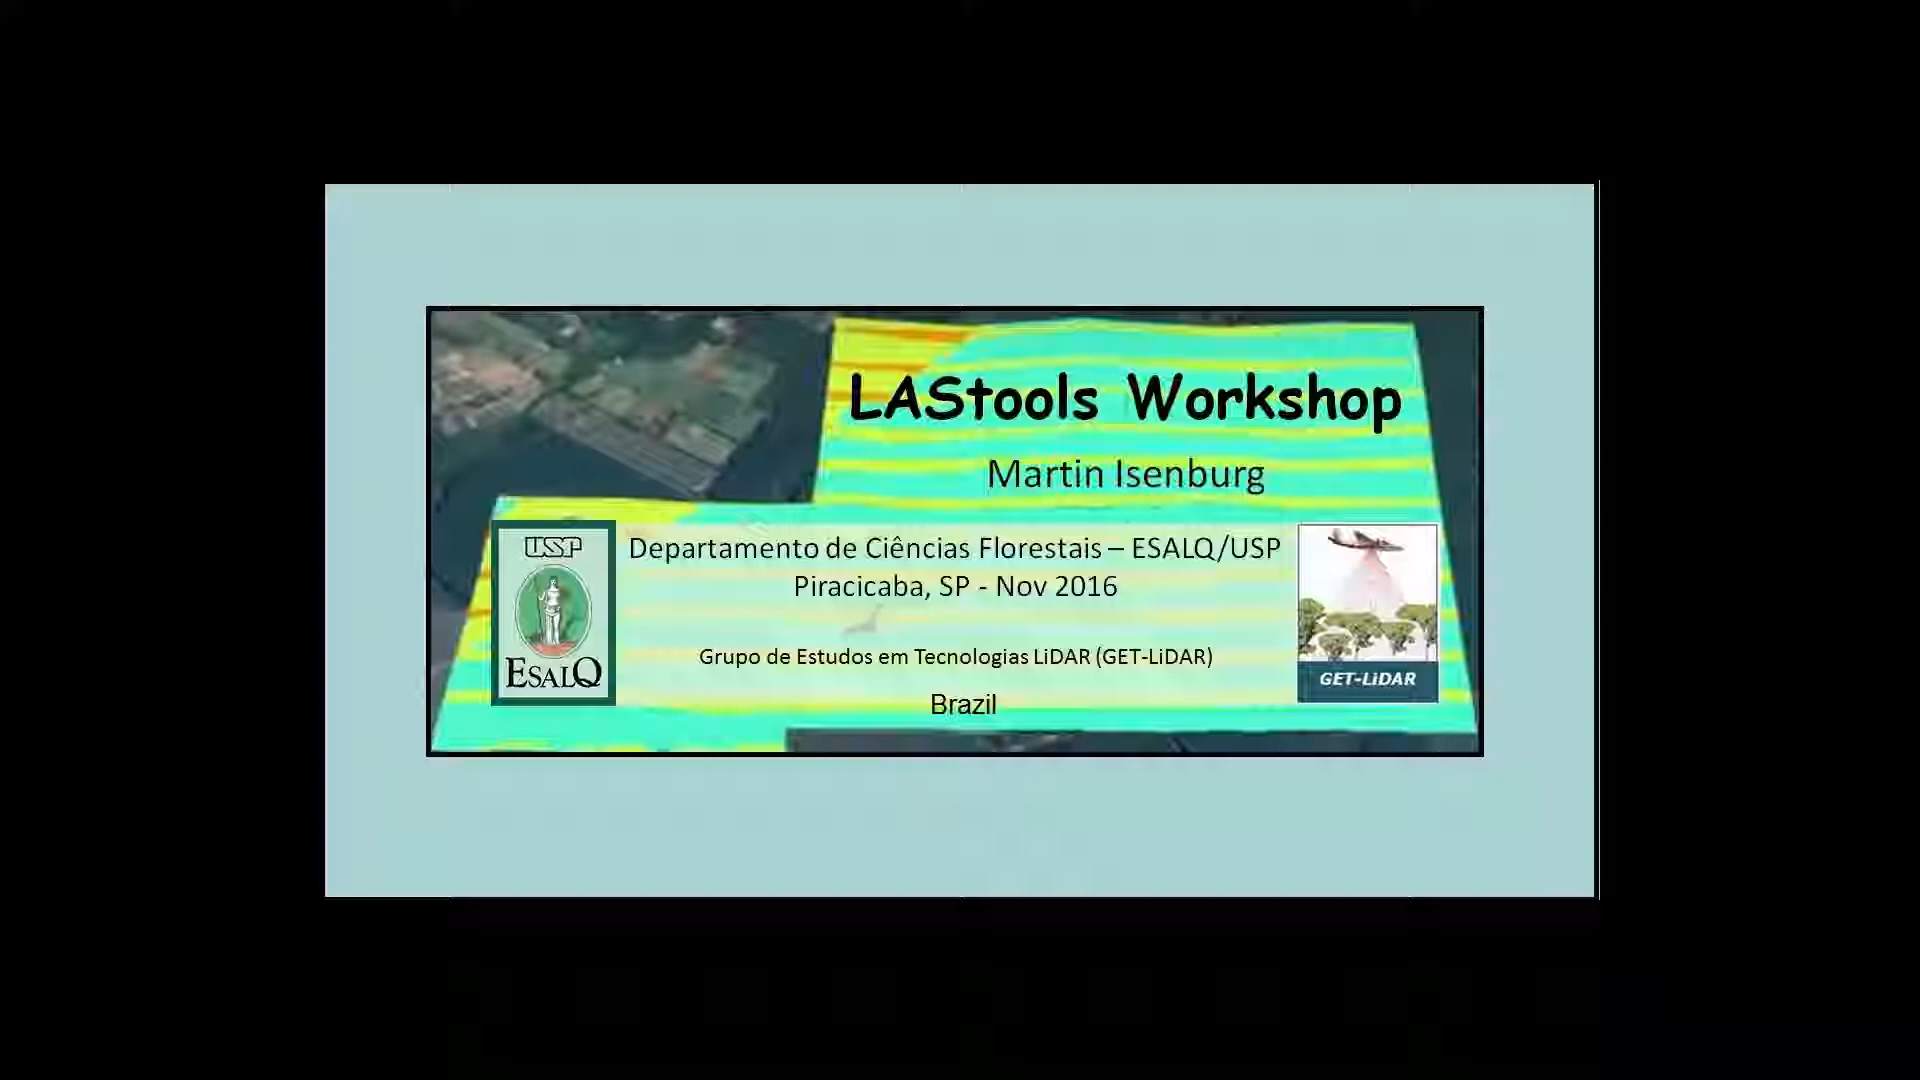 LAStools Workshop
Martin Isenburg
USP
ESALQ
Departamento de Ciências Florestais – ESALQ/USP
Piracicaba, SP - Nov 2016
Grupo de Estudos em Tecnologias LiDAR (GET-LiDAR)
Brazil
GET-LiDAR